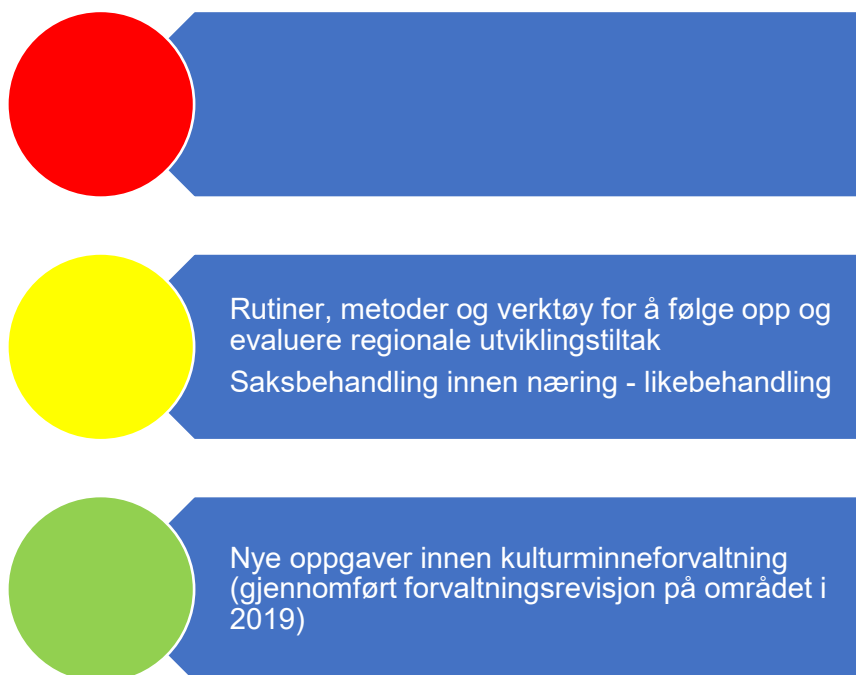 Rutiner, metoder og verktøy for å følge opp og
evaluere regionale utviklingstiltak
Saksbehandling innen næring - likebehandling
Nye oppgaver innen kulturminneforvaltning
(gjennomført forvaltningsrevisjon på området i
2019)